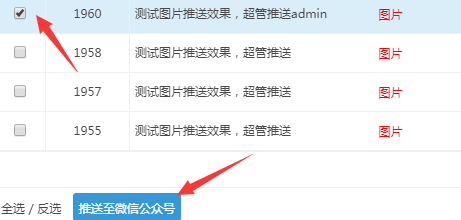 1960 测试图片推送效果，超管推送admin 图片
1958 测试图片推送效果，超管推送 图片
1957 测试图片推送效果，超管推送 图片
1955 测试图片推送效果，超管推送 图片
全选 / 反选 推送至微信公众号